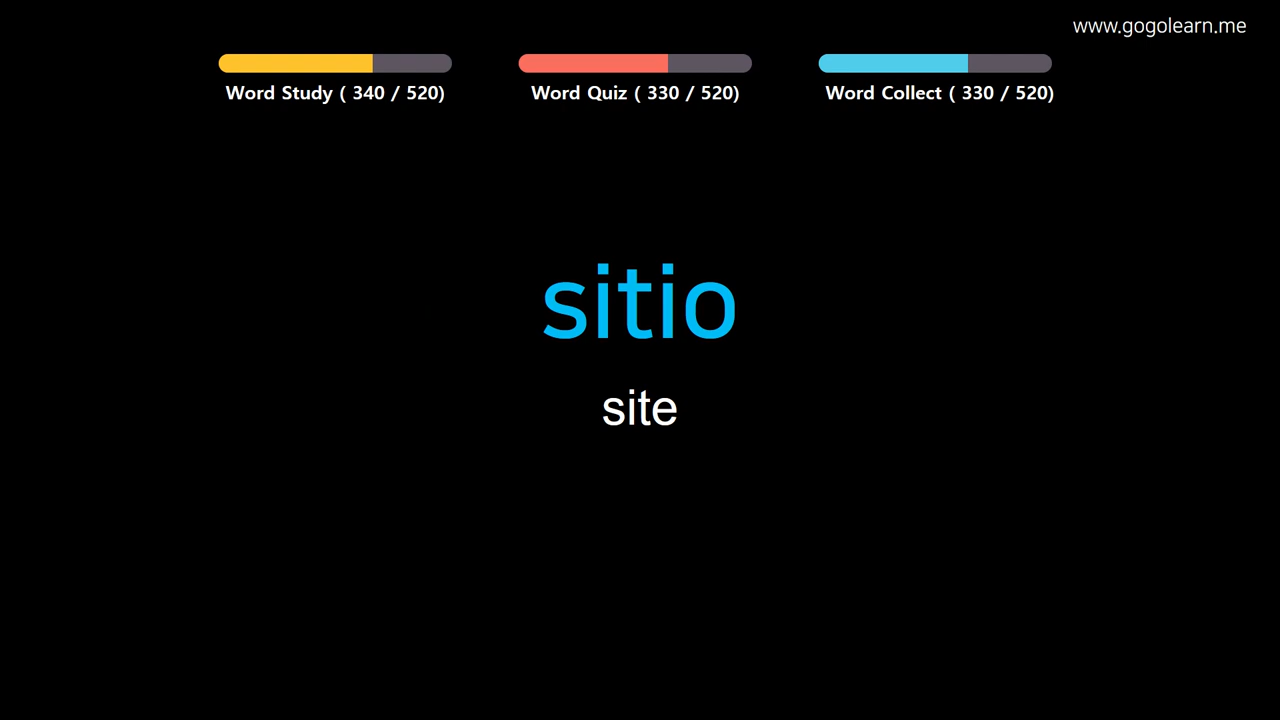 www.gogolearn.me
Word Study ( 340 / 520)
Word Quiz ( 330 / 520)
Word Collect ( 330 / 520)
sitio
site